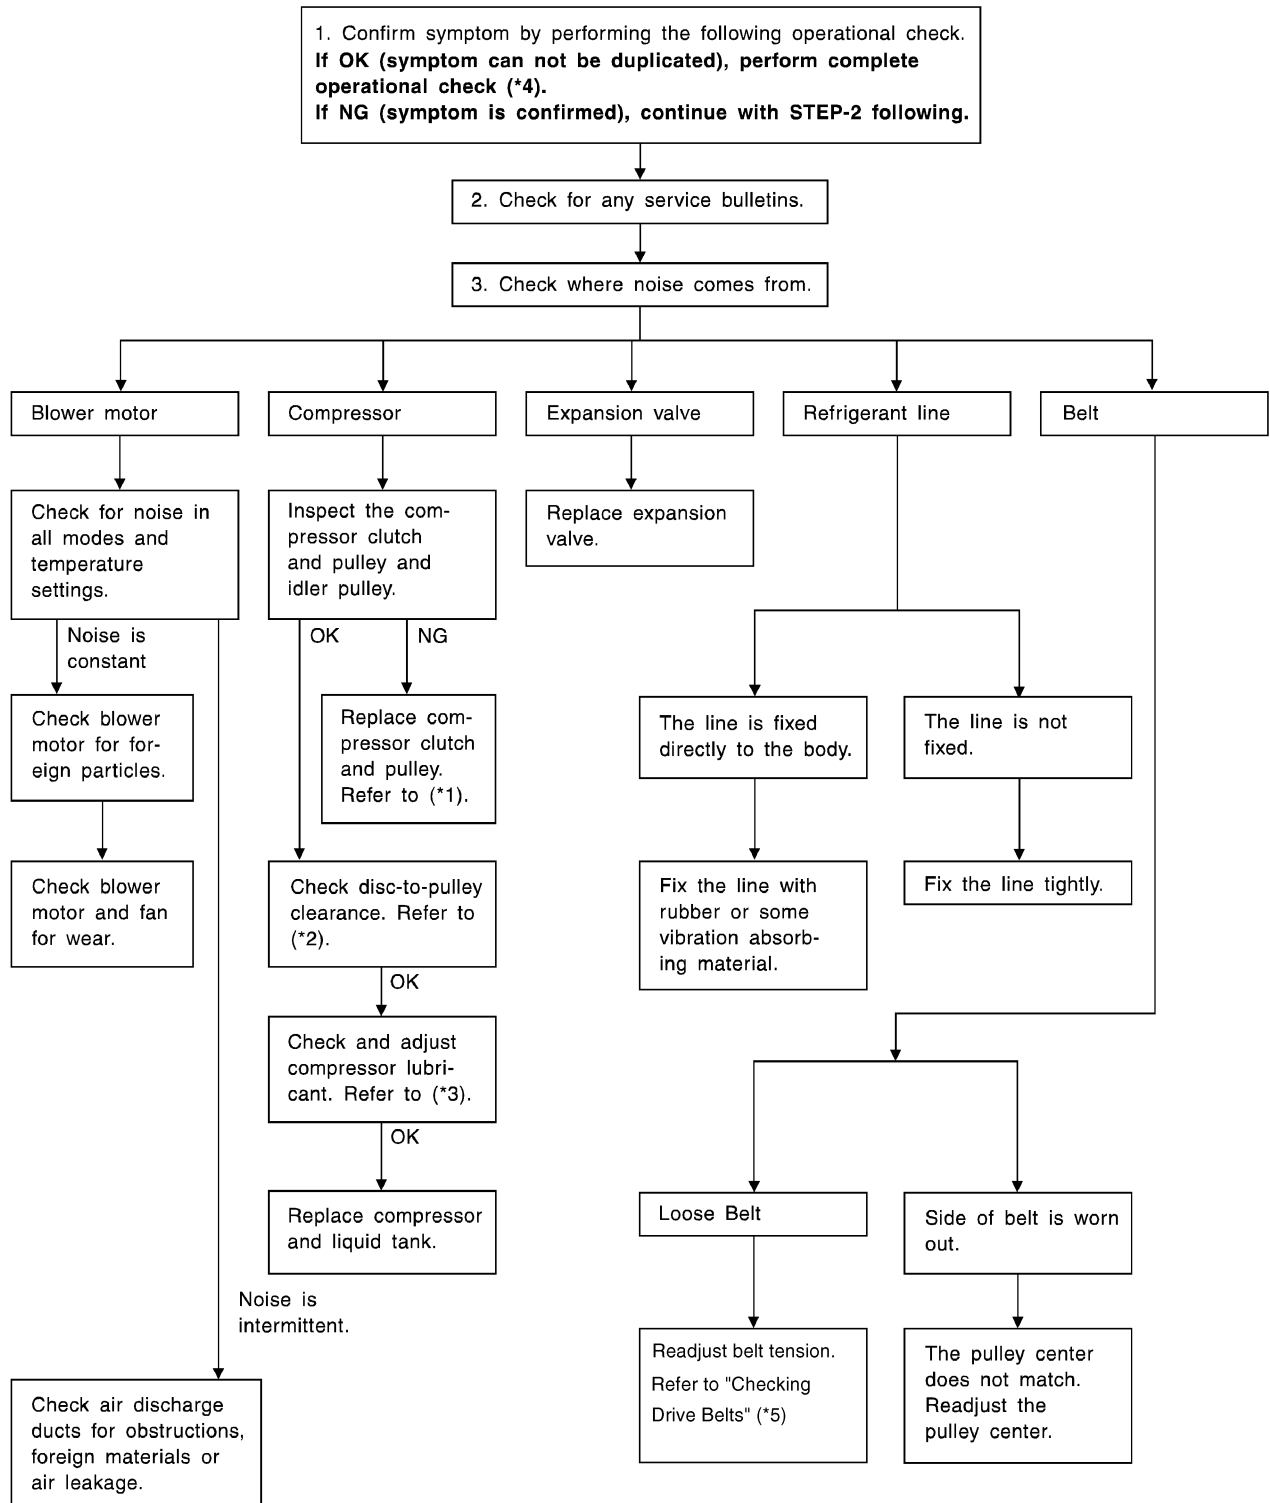 1. Confirm symptom by performing the following operational check.
If OK (symptom can not be duplicated), perform complete
operational check (*4).
If NG (symptom is confirmed), continue with STEP-2 following.
2. Check for any service bulletins.
3. Check where noise comes from.
Blower motor
Compressor
Expansion valve
Refrigerant line
Belt
Check for noise in
all modes and
temperature
settings.
Inspect the com-
pressor clutch
and pulley and
idler pulley.
Replace expansion
valve.
Noise is
constant
OK
NG
Check blower
motor for for-
eign particles.
Replace com-
pressor clutch
and pulley.
Refer to (*1).
The line is fixed
directly to the body.
The line is not
fixed.
Check blower
motor and fan
for wear.
Check disc-to-pulley
clearance. Refer to
(*2).
Fix the line with
rubber or some
vibration absorb-
ing material.
Fix the line tightly.
OK
Check and adjust
compressor lubri-
cant. Refer to (*3).
OK
Replace compressor
and liquid tank.
Loose Belt
Side of belt is worn
out.
Noise is
intermittent.
Readjust belt tension.
Refer to "Checking
Drive Belts" (*5)
The pulley center
does not match.
Readjust the
pulley center.
Check air discharge
ducts for obstructions,
foreign materials or
air leakage.